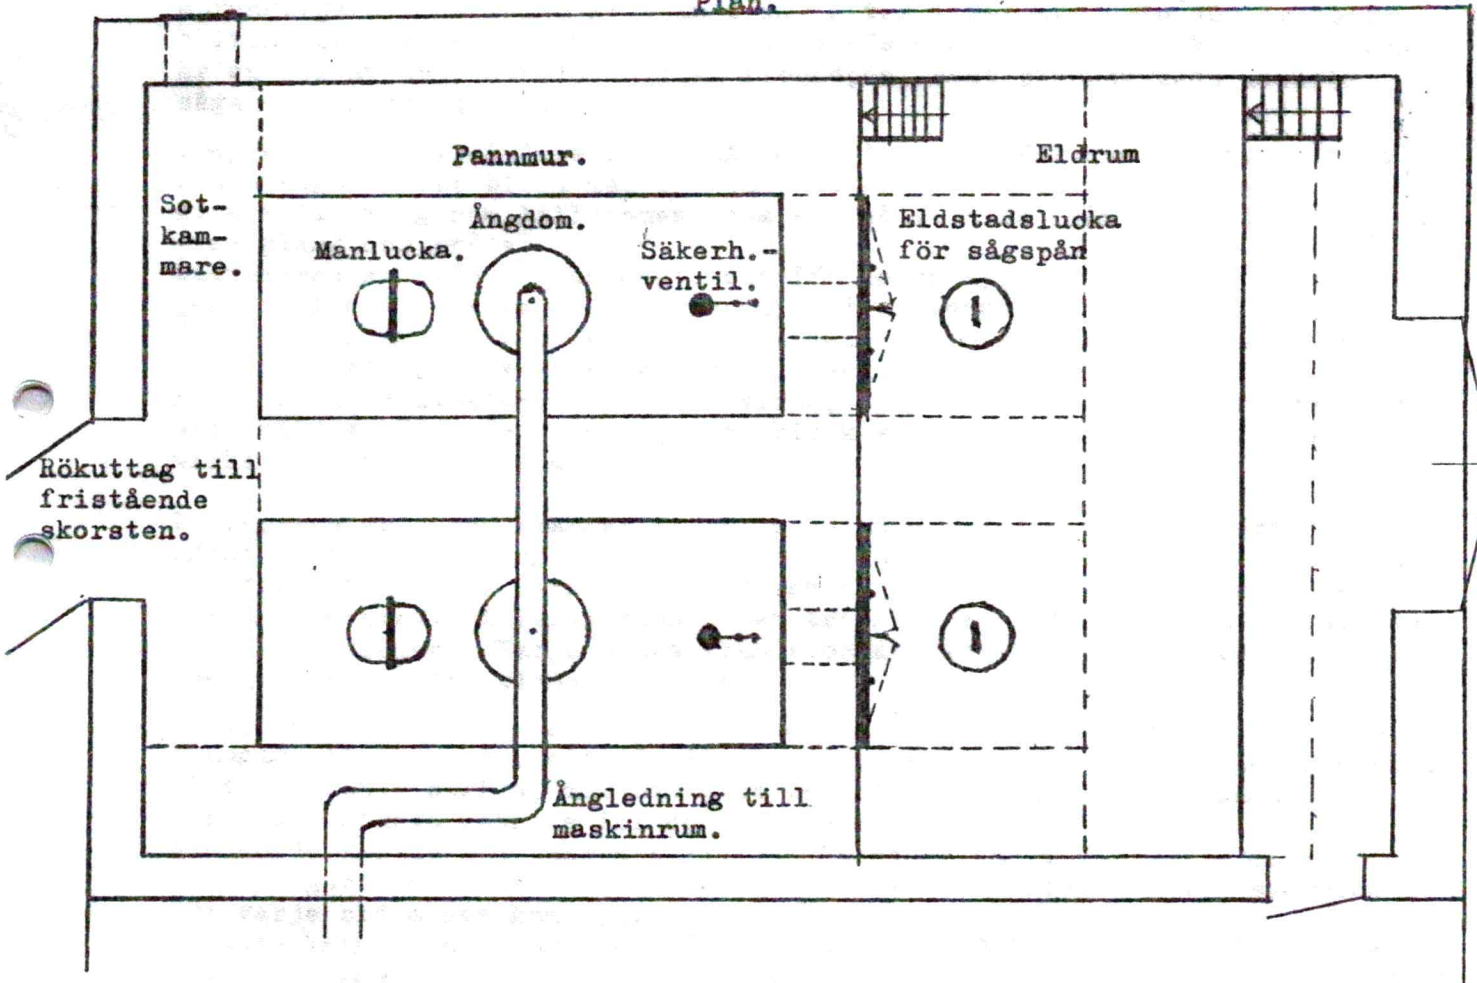 Plan.
Pannmur.
Eldrum
Sot-
kam-
mare.
Ångdom.
Manlucka.
Säkerh.-
ventil.
Eldstadslucka
för sågspån
Rökuttag till
fristående
skorsten.
Ångledning till
maskinrum.